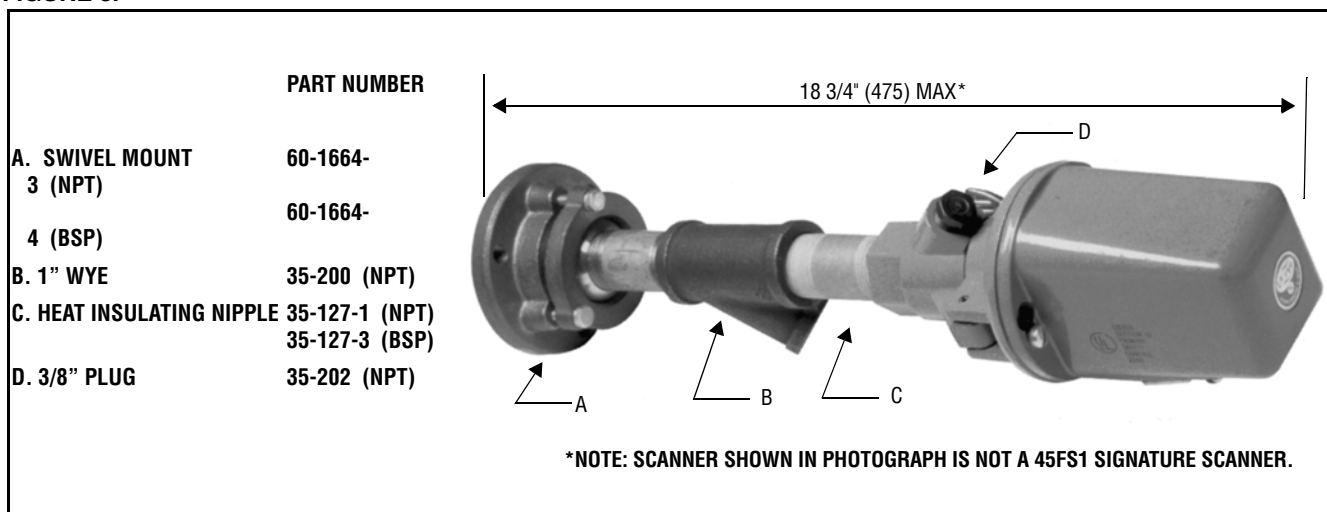 PART NUMBER
18 3/4" (475) MAX*
D
A. SWIVEL MOUNT 60-1664-
3 (NPT)
60-1664-
4 (BSP)
B. 1” WYE 35-200 (NPT)
C. HEAT INSULATING NIPPLE 35-127-1 (NPT)
35-127-3 (BSP)
D. 3/8” PLUG 35-202 (NPT)
A
B
C
*NOTE: SCANNER SHOWN IN PHOTOGRAPH IS NOT A 45FS1 SIGNATURE SCANNER.